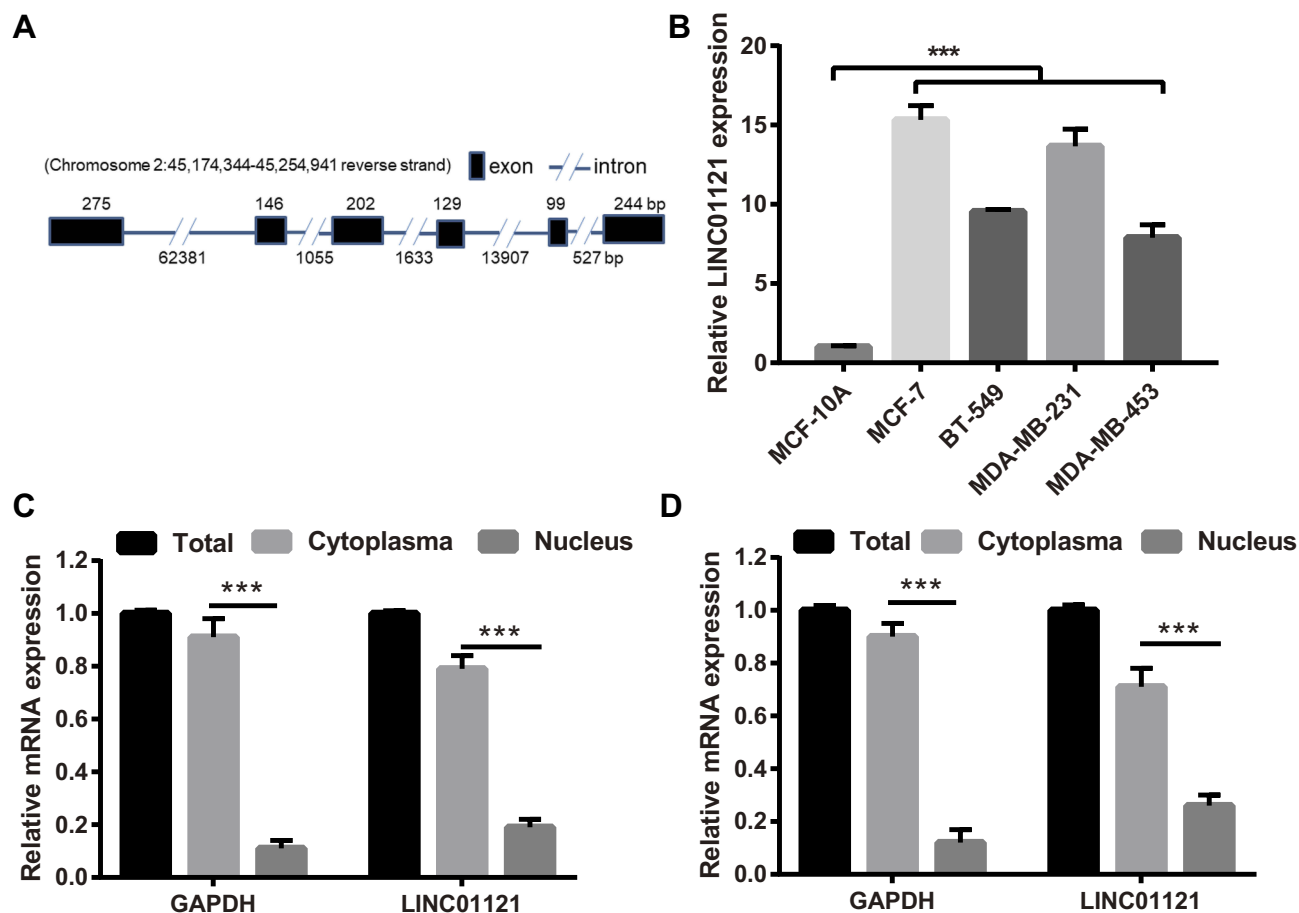 A
(Chromosome 2:45,174,344-45,254,941 reverse strand) exon intron
275 146 202 129 99 244 bp
62381 1055 1633 13907 527 bp
B
Relative LINC01121 expression
20
15
10
5
0
***
MCF-10A
MCF-7
BT-549
MDA-MB-231
MDA-MB-453
C
Total Cytoplasma Nucleus
Relative mRNA expression
1.2
1.0
0.8
0.6
0.4
0.2
0.0
***
***
GAPDH LINC01121
D
Total Cytoplasma Nucleus
Relative mRNA expression
1.2
1.0
0.8
0.6
0.4
0.2
0.0
***
***
GAPDH LINC01121